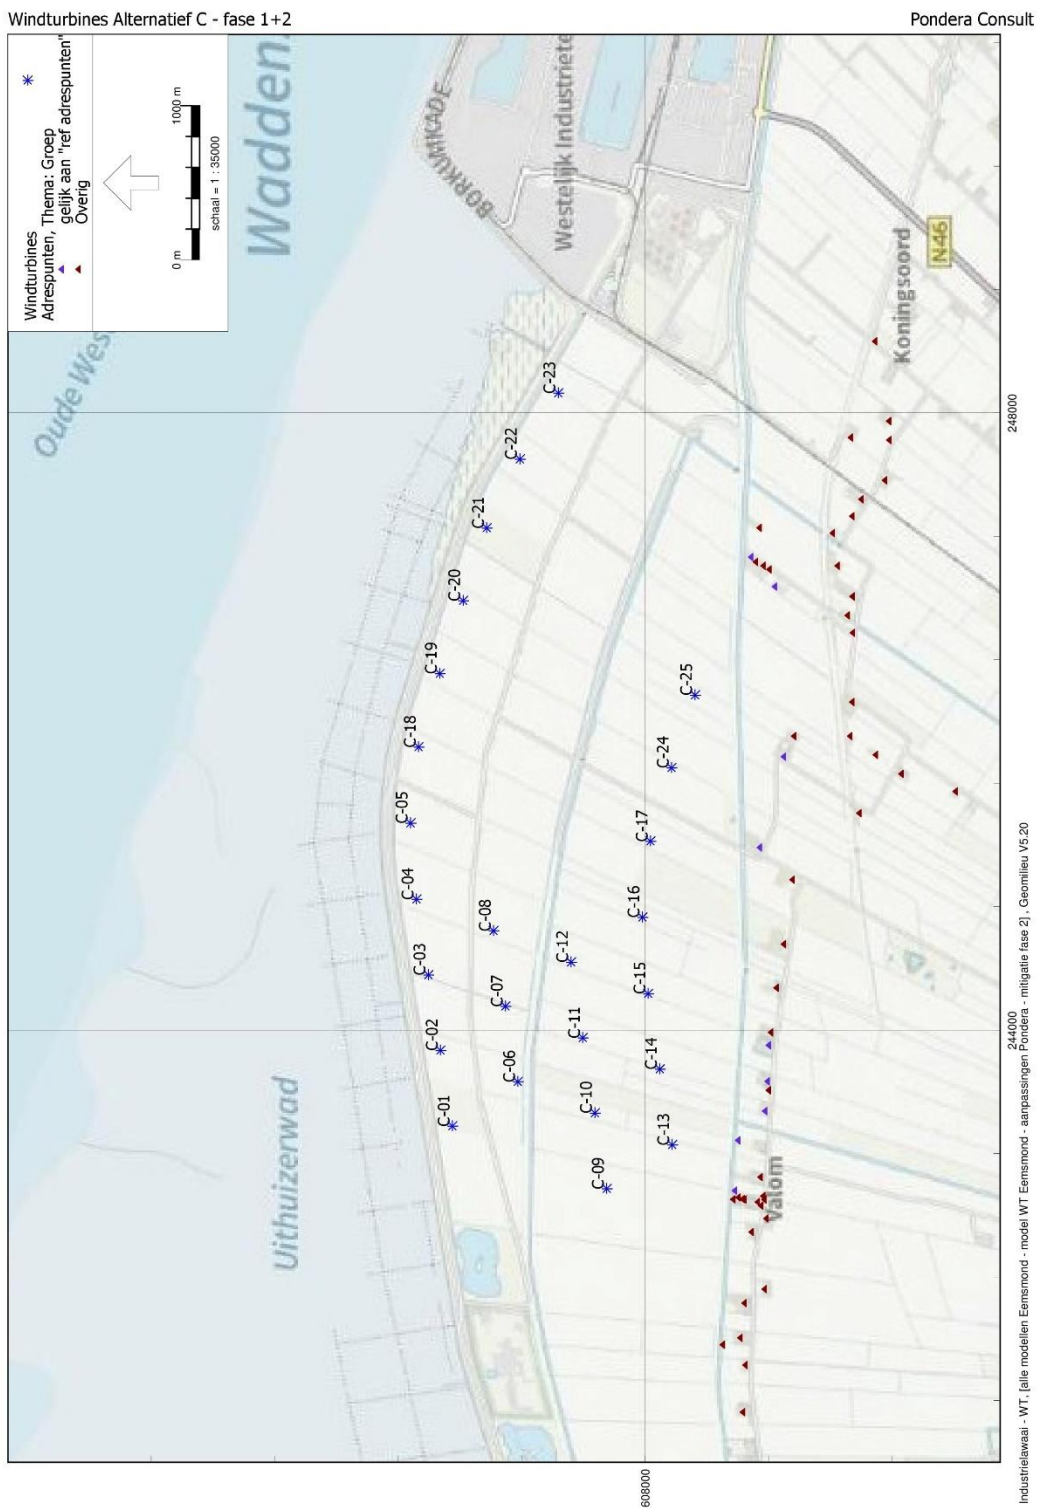 Windturbines Alternatief C - fase 1+2
Pondera Consult
Windturbines
Adrespunten, Thema: Groep
gelijk aan "ref adrespunten"
Overig
0 m
1000 m
schaal = 1 : 35000
Oude Wes
Wadden
Uithuizerwad
BORKUMKADE
Westelijk Industriete
Koningsoord
N46
Valom
C-01
C-02
C-03
C-04
C-05
C-06
C-07
C-08
C-09
C-10
C-11
C-12
C-13
C-14
C-15
C-16
C-17
C-18
C-19
C-20
C-21
C-22
C-23
C-24
C-25
244000
248000
608000
Industrielawaai - WT, [alle modellen Eemsmond - model WT Eemsmond - aanpassingen Pondera - mitigatie fase 2] , Geomilieu V5.20